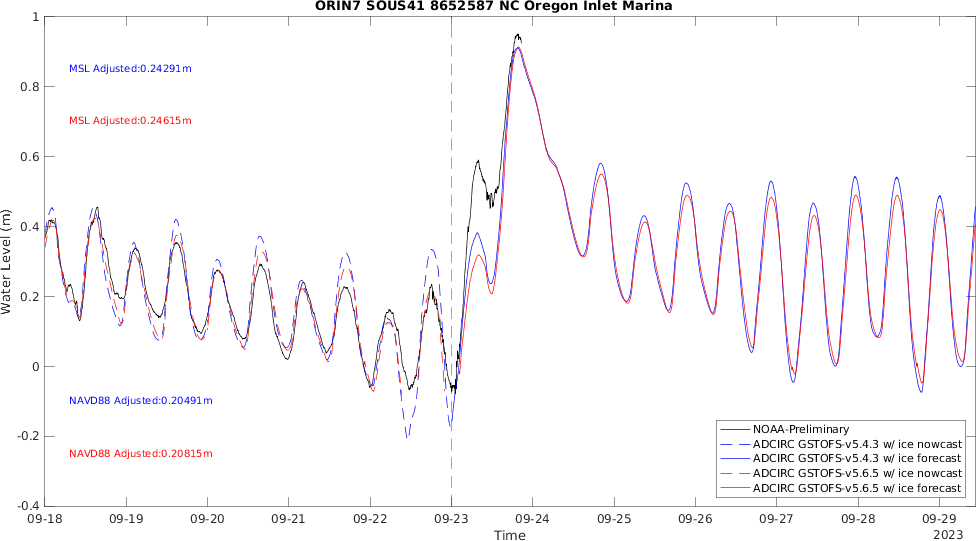 ORIN7 SOUS41 8652587 NC Oregon Inlet Marina
1
0.8
0.6
0.4
0.2
0
-0.2
-0.4
Water Level (m)
MSL Adjusted:0.24291m
MSL Adjusted:0.24615m
NAVD88 Adjusted:0.20491m
NAVD88 Adjusted:0.20815m
NOAA-Preliminary
ADCIRC GSTOFS-v5.4.3 w/ ice nowcast
ADCIRC GSTOFS-v5.4.3 w/ ice forecast
ADCIRC GSTOFS-v5.6.5 w/ ice nowcast
ADCIRC GSTOFS-v5.6.5 w/ ice forecast
09-18 09-19 09-20 09-21 09-22 09-23 09-24 09-25 09-26 09-27 09-28 09-29
Time
2023